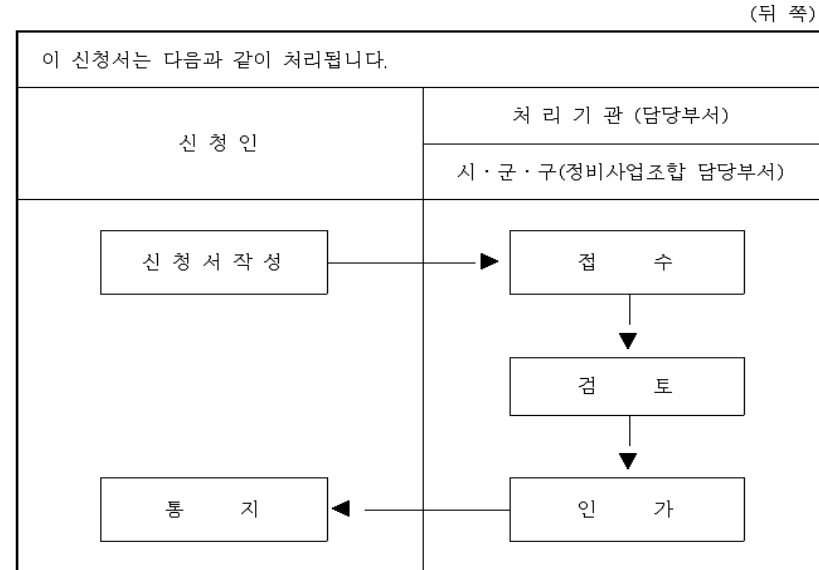 (뒤 쪽)
이 신청서는 다음과 같이 처리됩니다.
신 청 인
처 리 기 관 (담당부서)
시ㆍ군ㆍ구(정비사업조합 담당부서)
신 청 서 작 성
접 수
검 토
통 지
인 가